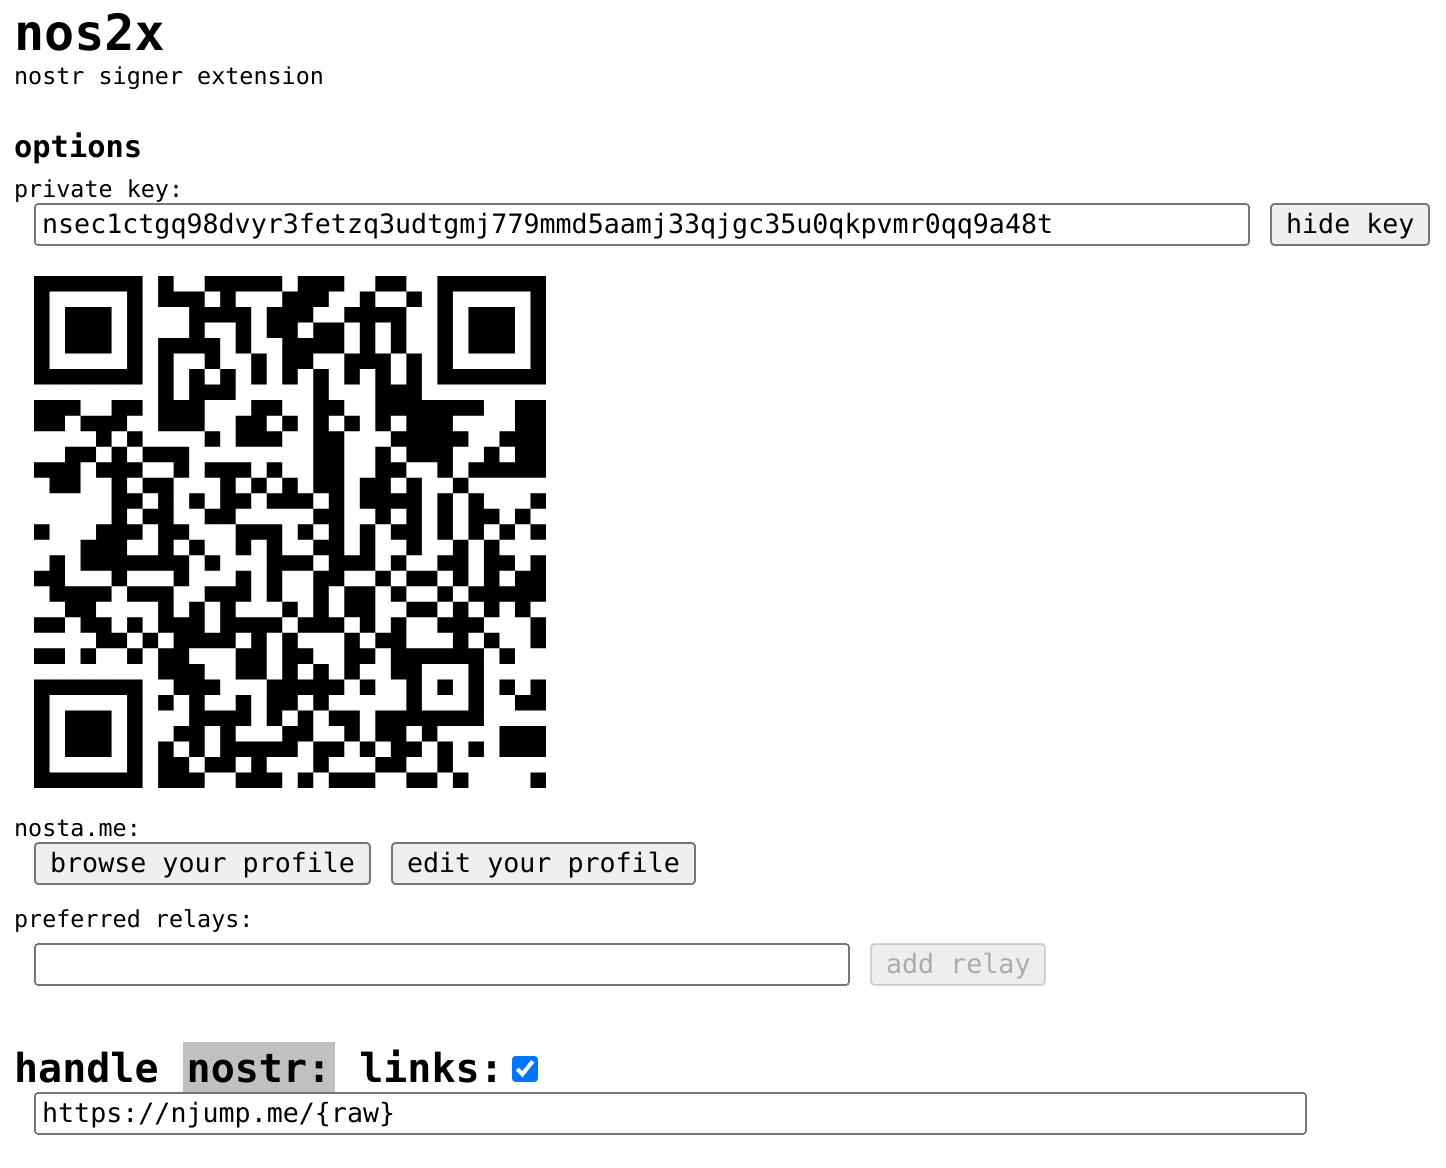 nos2x
nostr signer extension
options
private key:
nsec1ctgq98dvyr3fetzq3udtgmj779mmd5aamj33qjgc35u0qkpvmr0qq9a48t hide key
nosta.me:
browse your profile edit your profile
preferred relays:
add relay
handle nostr: links:
https://njump.me/{raw}